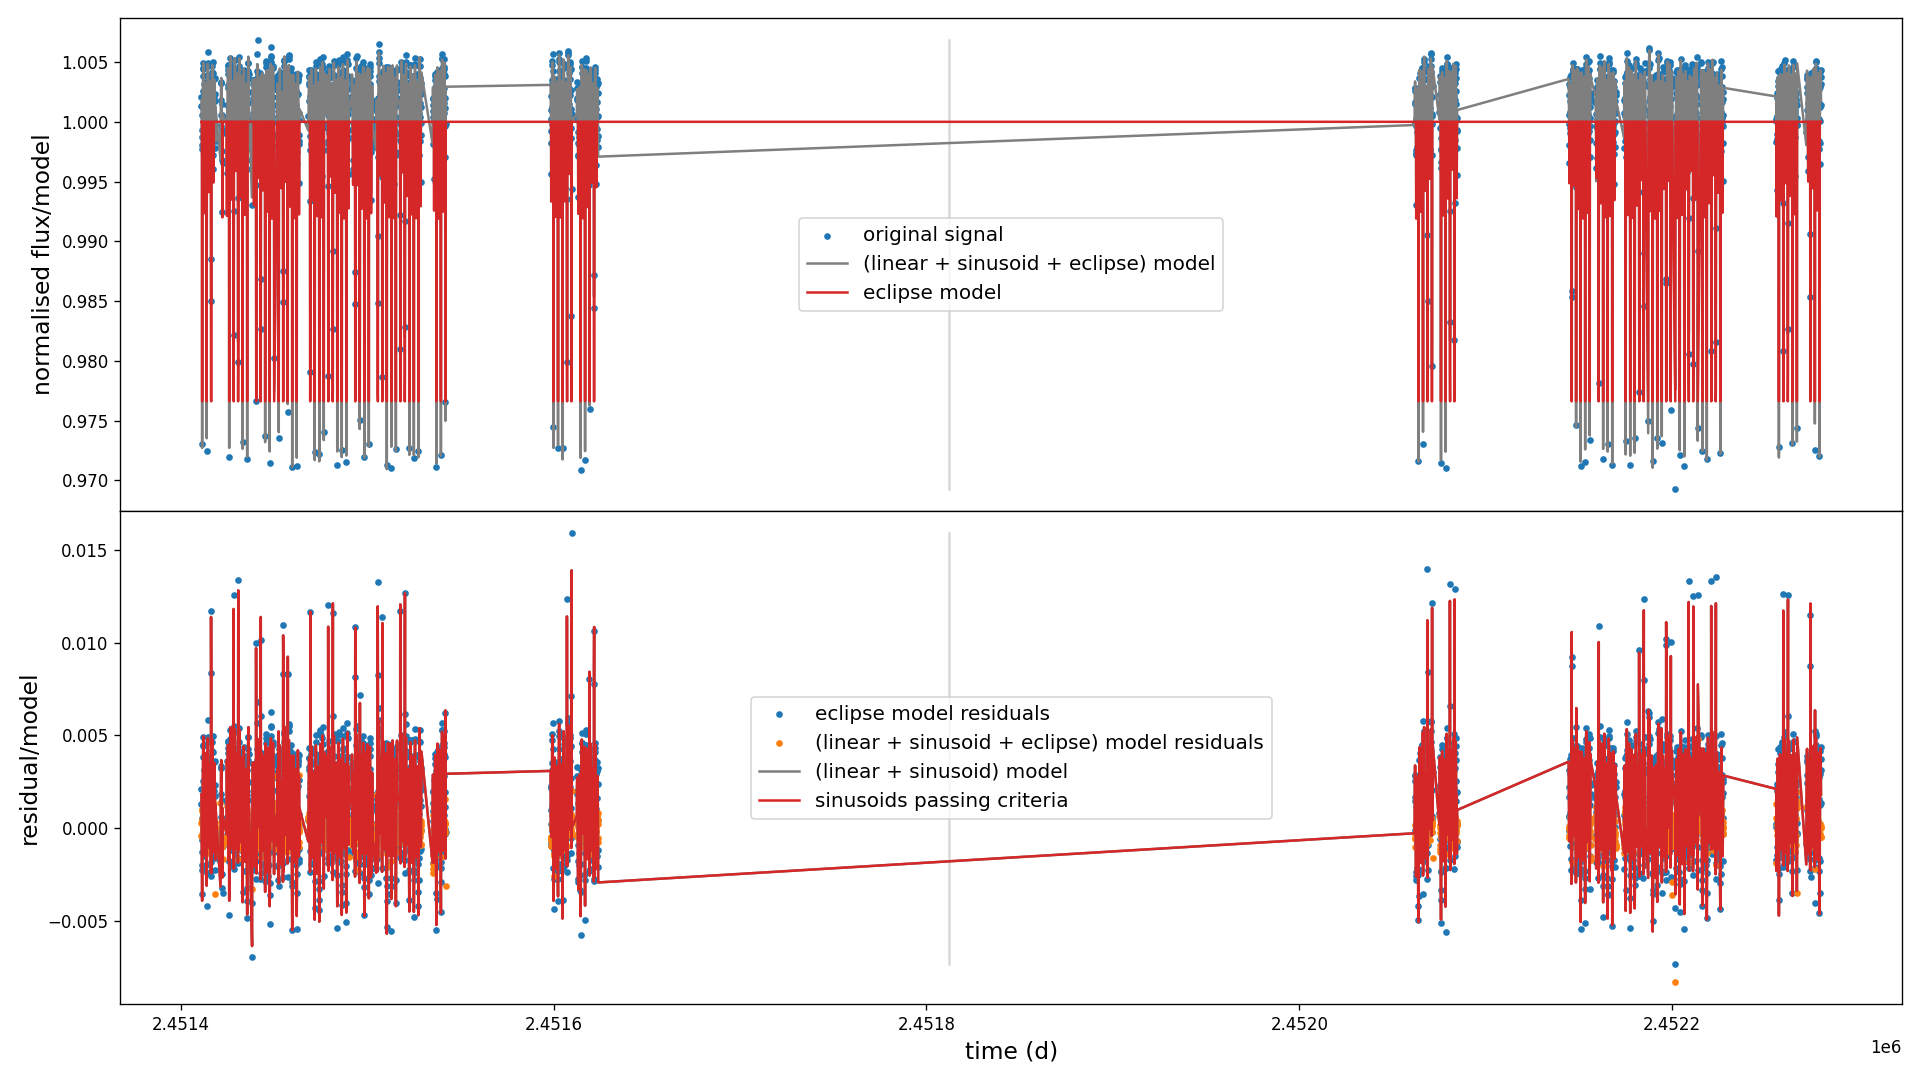 normalised flux/model
1.005
1.000
0.995
0.990
0.985
0.980
0.975
0.970
original signal
(linear + sinusoid + eclipse) model
eclipse model
residual/model
0.015
0.010
0.005
0.000
−0.005
eclipse model residuals
(linear + sinusoid + eclipse) model residuals
(linear + sinusoid) model
sinusoids passing criteria
2.4514 2.4516 2.4518 2.4520 2.4522
1e6
time (d)